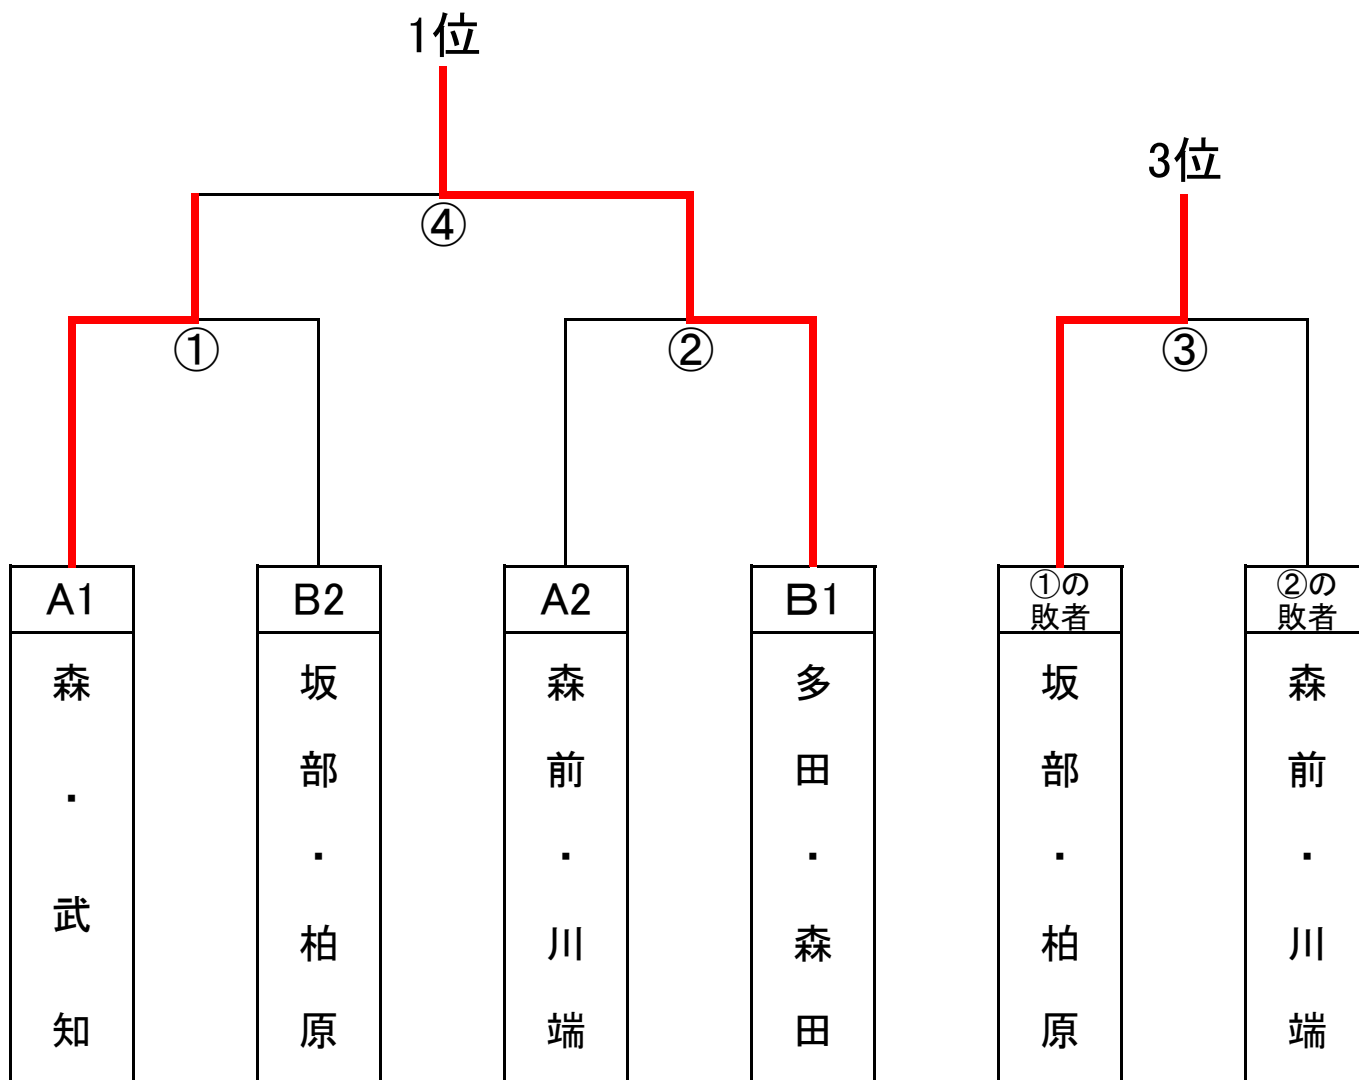 1位
3位
④
①
②
③
A1
B2
A2
B1
①の
敗者
②の
敗者
森・武知
坂部・柏原
森前・川端
多田・森田
坂部・柏原
森前・川端